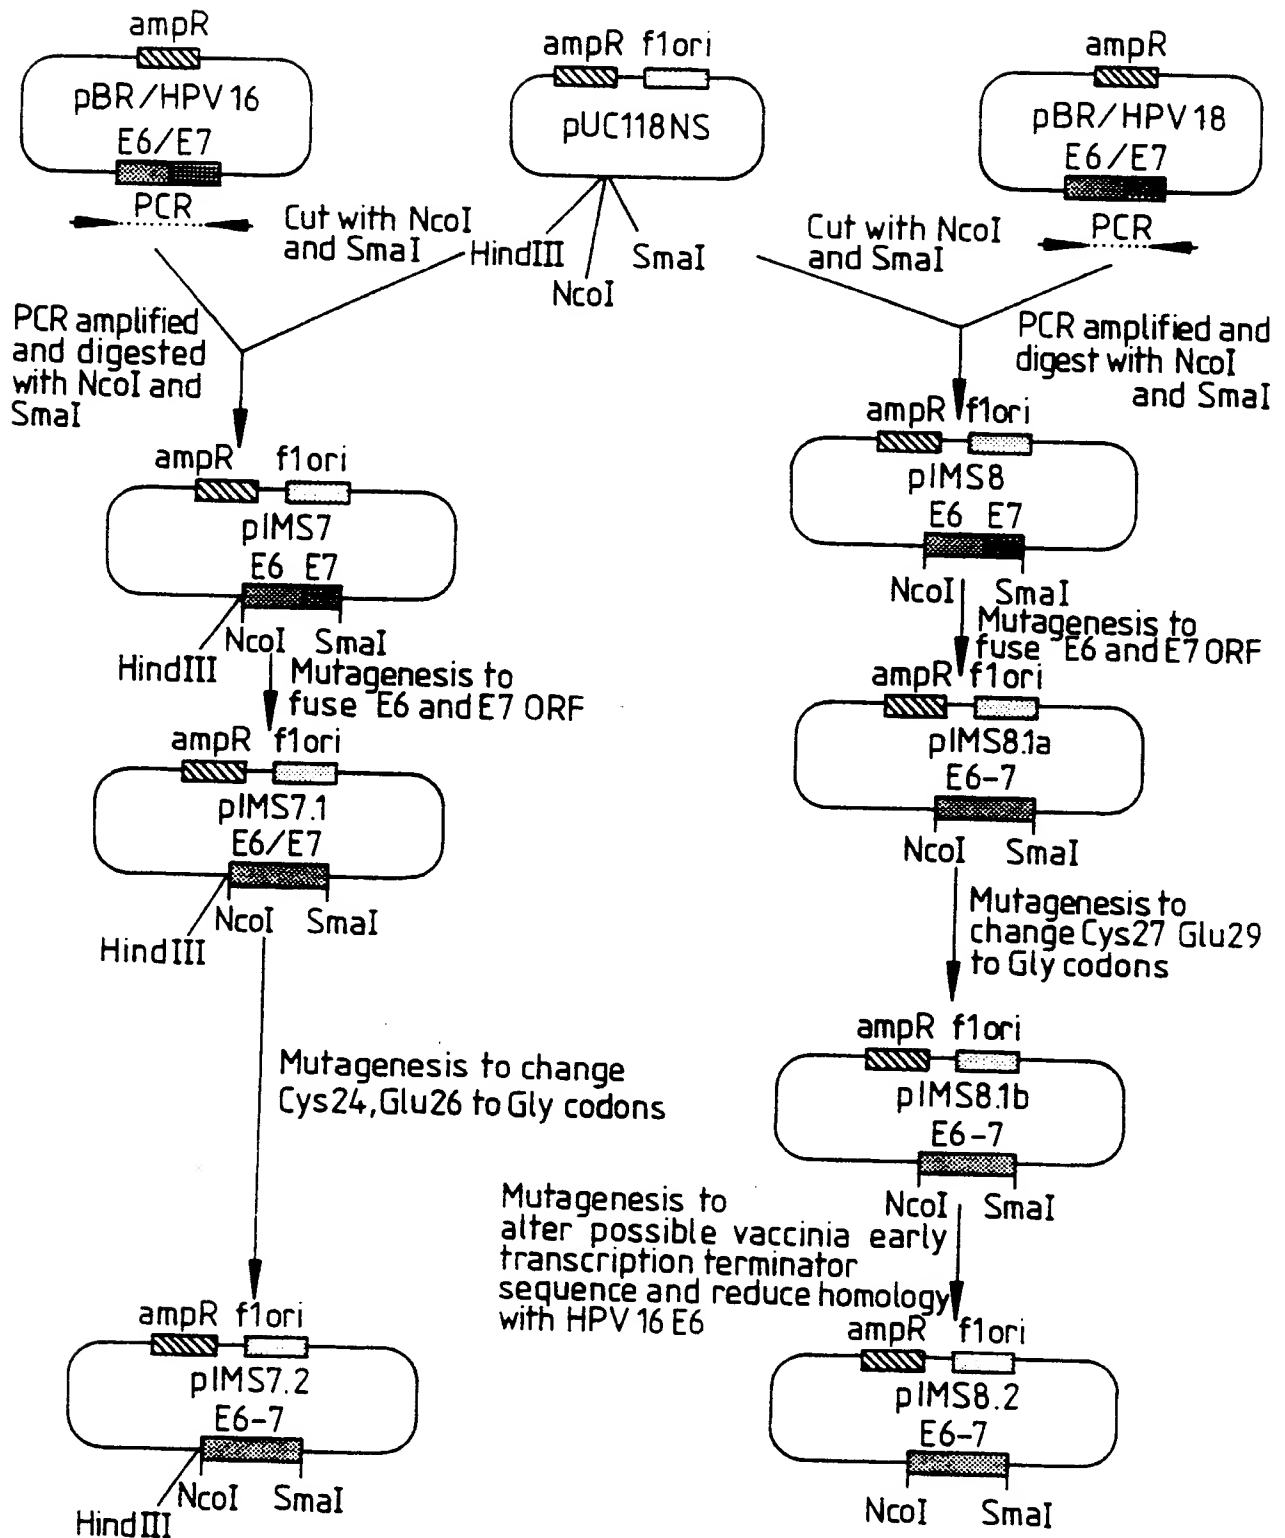 ampR
pBR/HPV16
E6/E7
PCR
ampR f1ori
pUC118NS
HindIII
NcoI
SmaI
ampR
pBR/HPV18
E6/E7
PCR
Cut with NcoI
and SmaI
Cut with NcoI
and SmaI
PCR amplified
and digested
with NcoI and
SmaI
PCR amplified and
digest with NcoI
and SmaI
ampR f1ori
pIMS7
E6 E7
HindIII
NcoI SmaI
Mutagenesis to
fuse E6 and E7 ORF
ampR f1ori
pIMS7.1
E6/E7
NcoI SmaI
HindIII
Mutagenesis to change
Cys24, Glu26 to Gly codons
ampR f1ori
pIMS7.2
E6-7
NcoI SmaI
HindIII
ampR f1ori
pIMS8
E6 E7
NcoI SmaI
Mutagenesis to
fuse E6 and E7 ORF
ampR f1ori
pIMS8.1a
E6-7
NcoI SmaI
Mutagenesis to
change Cys27 Glu29
to Gly codons
ampR f1ori
pIMS8.1b
E6-7
NcoI SmaI
Mutagenesis to
alter possible vaccinia early
transcription terminator
sequence and reduce homology
with HPV 16 E6
ampR f1ori
pIMS8.2
E6-7
NcoI SmaI